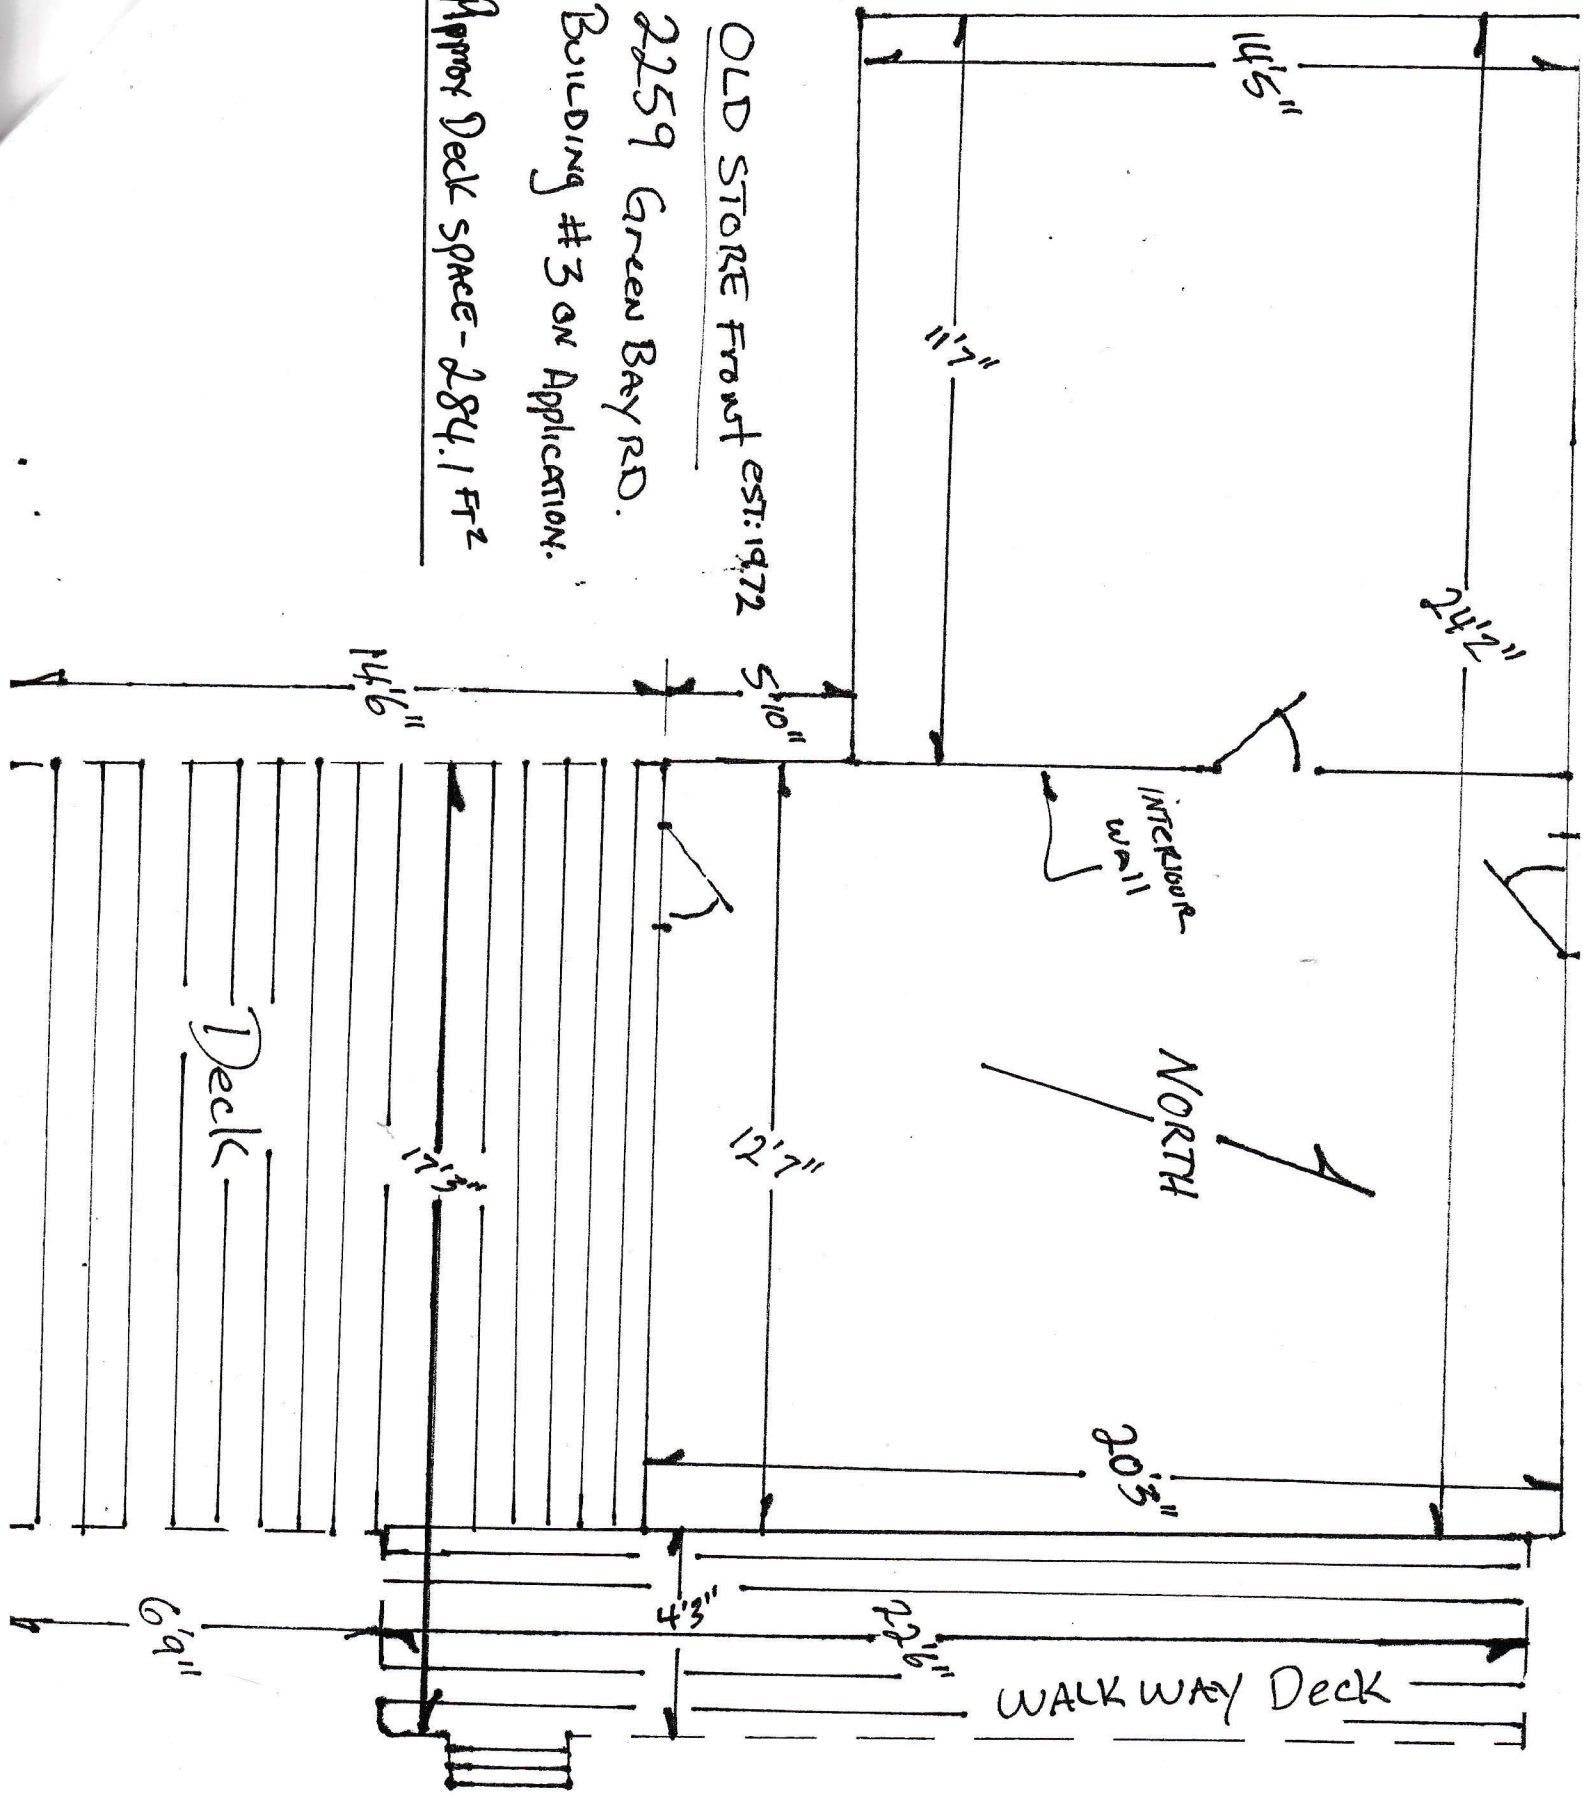 OLD STORE Front est: 1972
2259 Green BAY RD.
BUILDING #3 ON Application.
Approx Deck SPACE - 284.1 FT²
14'5"
11'7"
24'2"
14'6"
5'10"
INTERIOUR
WALL
NORTH
12'7"
20'3"
Deck
17'3"
6'9"
4'3"
22'6"
WALKWAY Deck